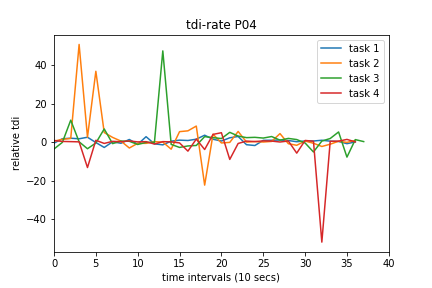 tdi-rate P04
task 1
task 2
task 3
task 4
relative tdi
40
20
0
−20
−40
0 5 10 15 20 25 30 35 40
time intervals (10 secs)